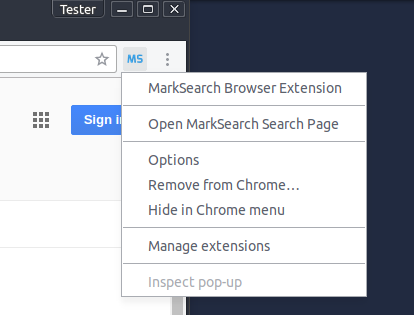 Tester
MS
MarkSearch Browser Extension
Sign in
Open MarkSearch Search Page
Options
Remove from Chrome...
Hide in Chrome menu
Manage extensions
Inspect pop-up